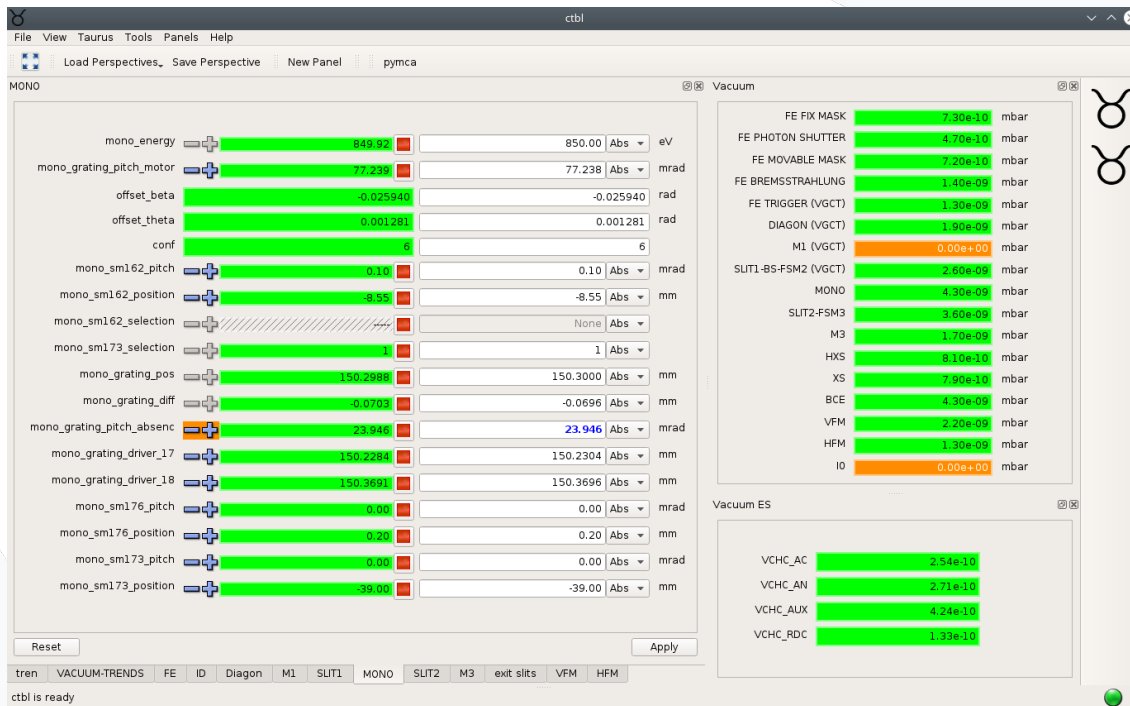 ctbl
File View Taurus Tools Panels Help
Load Perspectives Save Perspective New Panel pymca
MONO
mono_energy 849.92 850.00 Abs eV
mono_grating_pitch_motor 77.239 77.238 Abs mrad
offset_beta -0.025940 -0.025940 rad
offset_theta 0.001281 0.001281 rad
conf 6 6
mono_sm162_pitch 0.10 0.10 Abs mrad
mono_sm162_position -8.55 -8.55 Abs mm
mono_sm162_selection ----- None Abs
mono_sm173_selection 1 1 Abs
mono_grating_pos 150.2988 150.3000 Abs mm
mono_grating_diff -0.0703 -0.0696 Abs mm
mono_grating_pitch_absenc 23.946 23.946 Abs mrad
mono_grating_driver_17 150.2284 150.2304 Abs mm
mono_grating_driver_18 150.3691 150.3696 Abs mm
mono_sm176_pitch 0.00 0.00 Abs mrad
mono_sm176_position 0.20 0.20 Abs mm
mono_sm173_pitch 0.00 0.00 Abs mrad
mono_sm173_position -39.00 -39.00 Abs mm
Reset Apply
tren VACUUM-TRENDS FE ID Diagon M1 SLIT1 MONO SLIT2 M3 exit slits VFM HFM
Vacuum
FE FIX MASK 7.30e-10 mbar
FE PHOTON SHUTTER 4.70e-10 mbar
FE MOVABLE MASK 7.20e-10 mbar
FE BREMSSTRAHLUNG 1.40e-09 mbar
FE TRIGGER (VGCT) 1.30e-09 mbar
DIAGON (VGCT) 1.90e-09 mbar
M1 (VGCT) 0.00e+00 mbar
SLIT1-BS-FSM2 (VGCT) 2.60e-09 mbar
MONO 4.30e-09 mbar
SLIT2-FSM3 3.60e-09 mbar
M3 1.70e-09 mbar
HXS 8.10e-10 mbar
XS 7.90e-10 mbar
BCE 4.30e-09 mbar
VFM 2.20e-09 mbar
HFM 1.30e-09 mbar
I0 0.00e+00 mbar
Vacuum ES
VCHC_AC 2.54e-10
VCHC_AN 2.71e-10
VCHC_AUX 4.24e-10
VCHC_RDC 1.33e-10
ctbl is ready